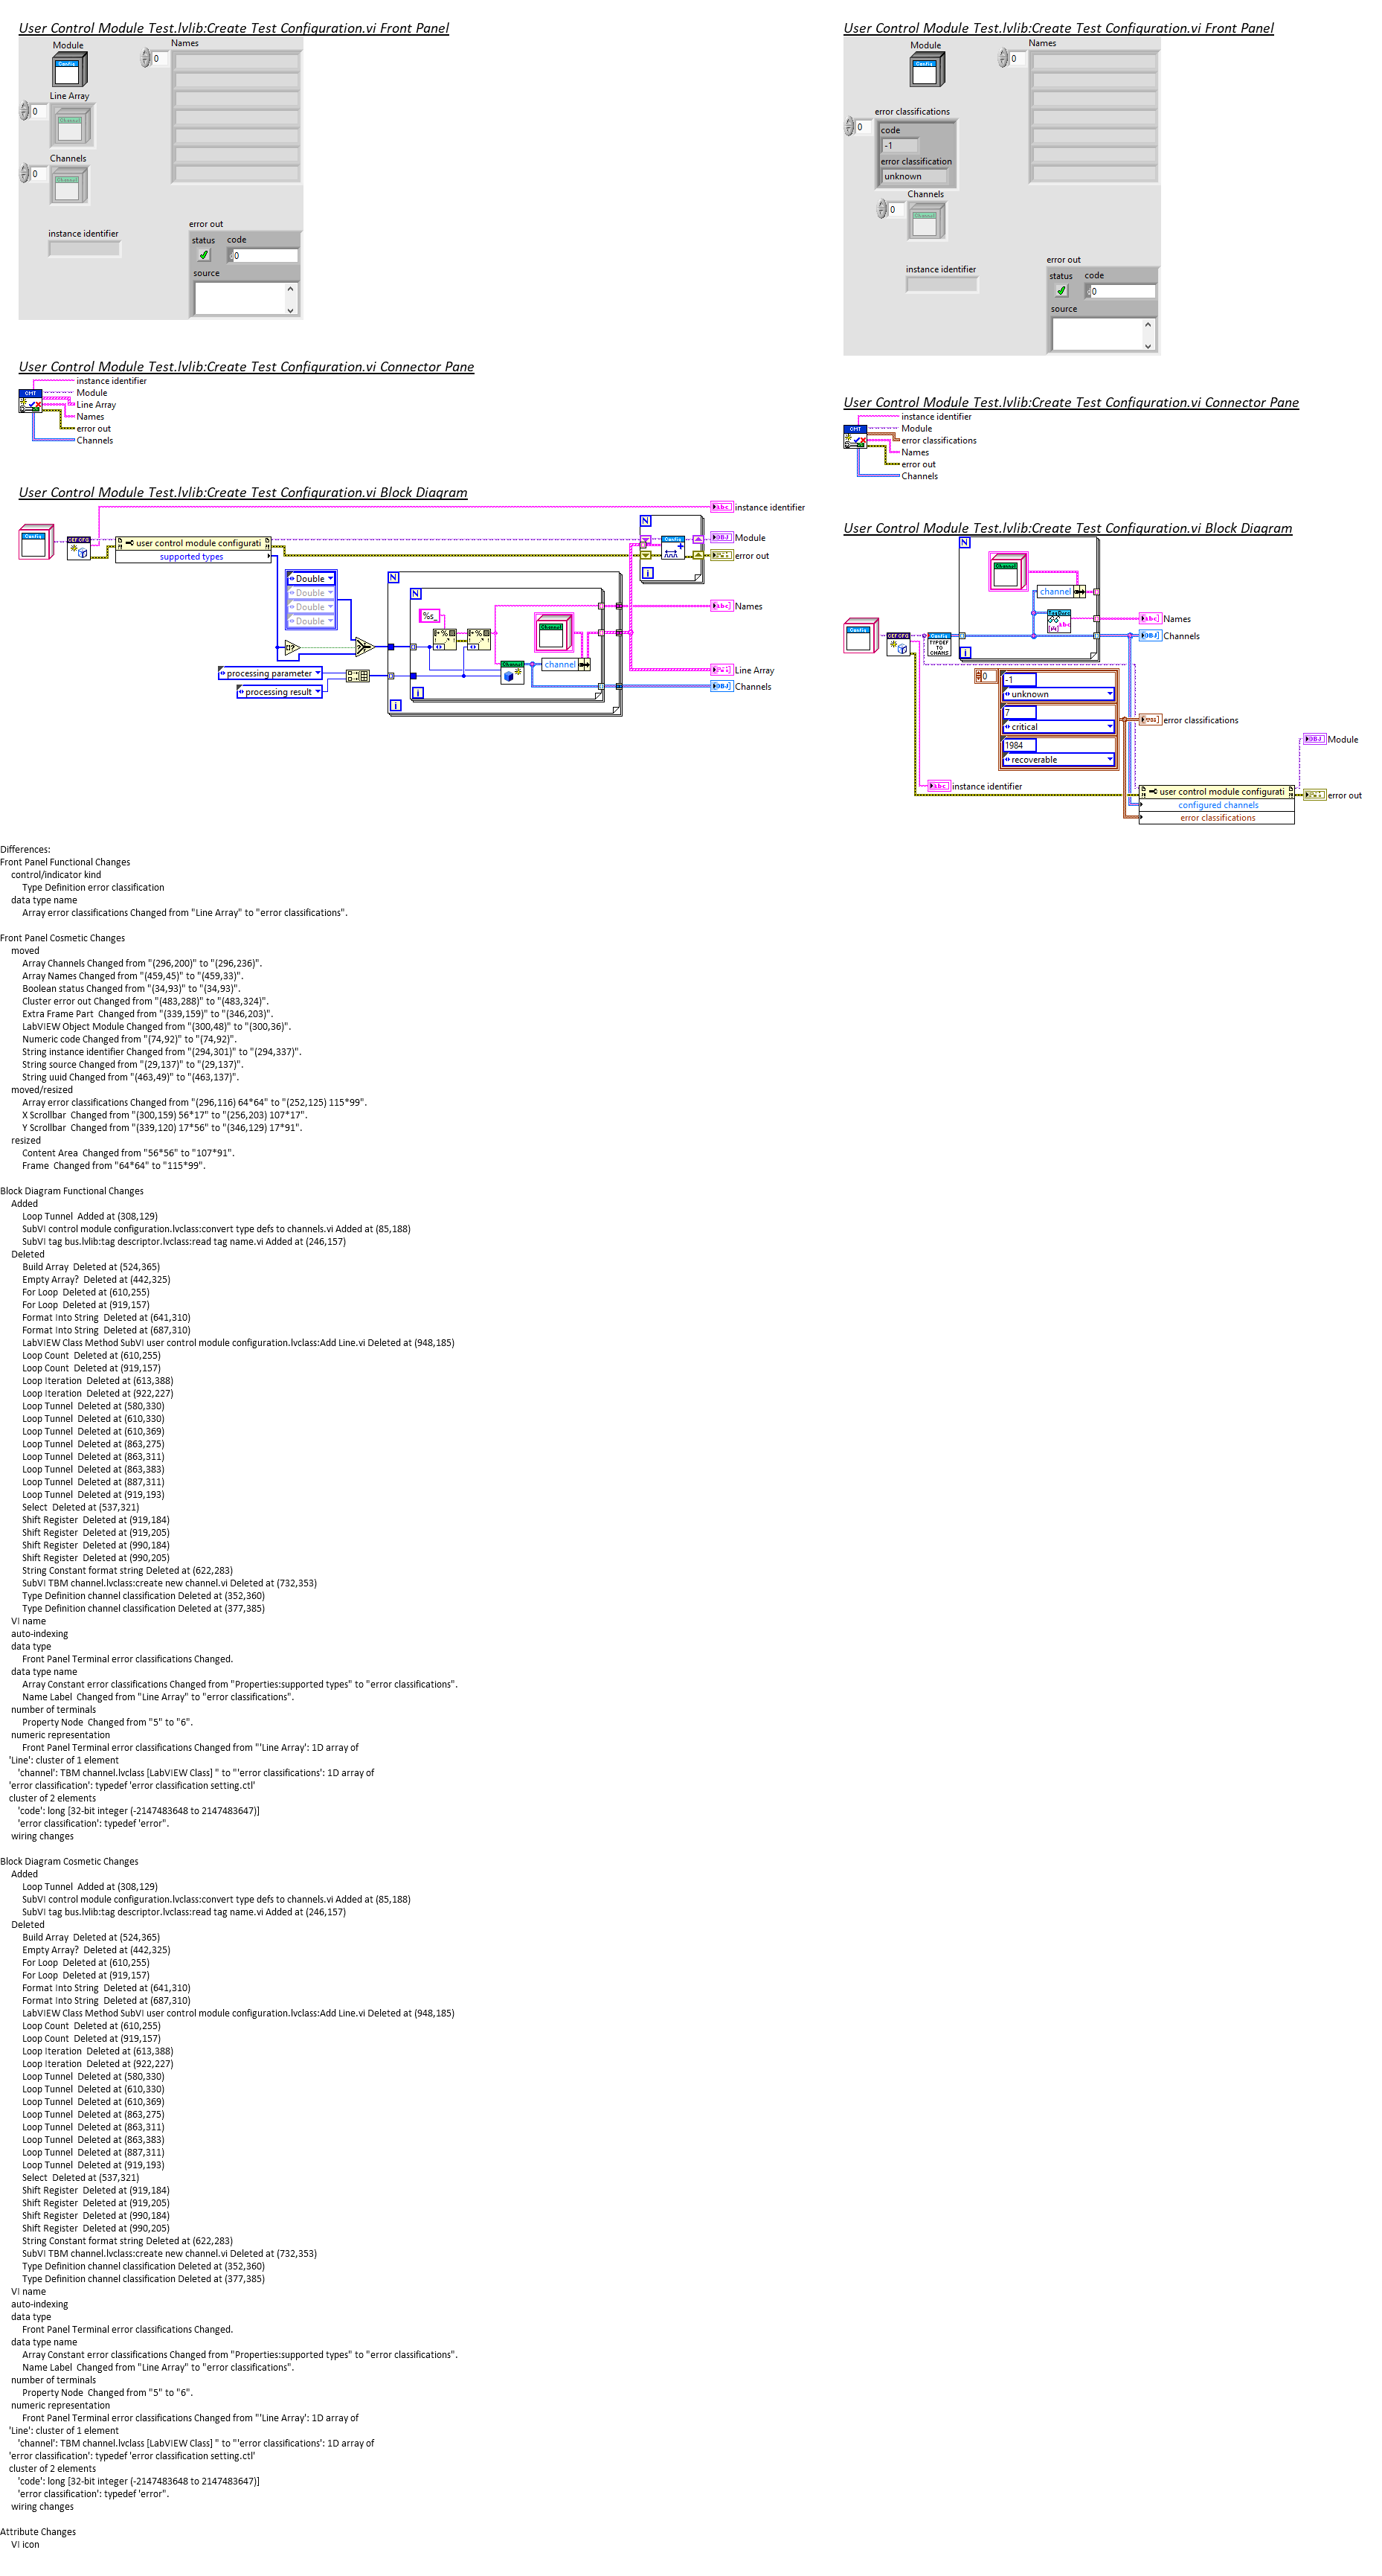 User Control Module Test.lvlib:Create Test Configuration.vi Front Panel
Module
Config
Names
0
Line Array
0
Channel
Channels
0
Channel
instance identifier
error out
status
code
0
source
User Control Module Test.lvlib:Create Test Configuration.vi Connector Pane
CMT
instance identifier
Module
Line Array
Names
error out
Channels
User Control Module Test.lvlib:Create Test Configuration.vi Block Diagram
Config
user control module configurati
supported types
Double
Double
Double
Double
processing parameter
processing result
N
N
%s_
Channel
Channel
channel
i
i
N
Config
i
instance identifier
Module
error out
Names
Line Array
Channels
User Control Module Test.lvlib:Create Test Configuration.vi Front Panel
Module
Config
Names
0
error classifications
0
code
-1
error classification
unknown
Channels
0
Channel
instance identifier
error out
status
code
0
source
User Control Module Test.lvlib:Create Test Configuration.vi Connector Pane
CMT
instance identifier
Module
error classifications
Names
error out
Channels
User Control Module Test.lvlib:Create Test Configuration.vi Block Diagram
N
Channel
channel
Names
Channels
Config
Config
TYPDEF
TO
CHANS
i
0
-1
unknown
7
critical
1984
recoverable
error classifications
Module
instance identifier
user control module configurati
error out
configured channels
error classifications
Differences:
Front Panel Functional Changes
control/indicator kind
Type Definition error classification
data type name
Array error classifications Changed from "Line Array" to "error classifications".
Front Panel Cosmetic Changes
moved
Array Channels Changed from "(296,200)" to "(296,236)".
Array Names Changed from "(459,45)" to "(459,33)".
Boolean status Changed from "(34,93)" to "(34,93)".
Cluster error out Changed from "(483,288)" to "(483,324)".
Extra Frame Part  Changed from "(339,159)" to "(346,203)".
LabVIEW Object Module Changed from "(300,48)" to "(300,36)".
Numeric code Changed from "(74,92)" to "(74,92)".
String instance identifier Changed from "(294,301)" to "(294,337)".
String source Changed from "(29,137)" to "(29,137)".
String uuid Changed from "(463,49)" to "(463,137)".
moved/resized
Array error classifications Changed from "(296,116) 64*64" to "(252,125) 115*99".
X Scrollbar  Changed from "(300,159) 56*17" to "(256,203) 107*17".
Y Scrollbar  Changed from "(339,120) 17*56" to "(346,129) 17*91".
resized
Content Area  Changed from "56*56" to "107*91".
Frame  Changed from "64*64" to "115*99".
Block Diagram Functional Changes
Added
Loop Tunnel  Added at (308,129)
SubVI control module configuration.lvclass:convert type defs to channels.vi Added at (85,188)
SubVI tag bus.lvlib:tag descriptor.lvclass:read tag name.vi Added at (246,157)
Deleted
Build Array  Deleted at (524,365)
Empty Array?  Deleted at (442,325)
For Loop  Deleted at (610,255)
For Loop  Deleted at (919,157)
Format Into String  Deleted at (641,310)
Format Into String  Deleted at (687,310)
LabVIEW Class Method SubVI user control module configuration.lvclass:Add Line.vi Deleted at (948,185)
Loop Count  Deleted at (610,255)
Loop Count  Deleted at (919,157)
Loop Iteration  Deleted at (613,388)
Loop Iteration  Deleted at (922,227)
Loop Tunnel  Deleted at (580,330)
Loop Tunnel  Deleted at (610,330)
Loop Tunnel  Deleted at (610,369)
Loop Tunnel  Deleted at (863,275)
Loop Tunnel  Deleted at (863,311)
Loop Tunnel  Deleted at (863,383)
Loop Tunnel  Deleted at (887,311)
Loop Tunnel  Deleted at (919,193)
Select  Deleted at (537,321)
Shift Register  Deleted at (919,184)
Shift Register  Deleted at (919,205)
Shift Register  Deleted at (990,184)
Shift Register  Deleted at (990,205)
String Constant format string Deleted at (622,283)
SubVI TBM channel.lvclass:create new channel.vi Deleted at (732,353)
Type Definition channel classification Deleted at (352,360)
Type Definition channel classification Deleted at (377,385)
VI name
auto-indexing
data type
Front Panel Terminal error classifications Changed.
data type name
Array Constant error classifications Changed from "Properties:supported types" to "error classifications".
Name Label  Changed from "Line Array" to "error classifications".
number of terminals
Property Node  Changed from "5" to "6".
numeric representation
Front Panel Terminal error classifications Changed from "'Line Array': 1D array of
'Line': cluster of 1 element
'channel': TBM channel.lvclass [LabVIEW Class] " to "'error classifications': 1D array of
'error classification': typedef 'error classification setting.ctl'
cluster of 2 elements
'code': long [32-bit integer (-2147483648 to 2147483647)]
'error classification': typedef 'error".
wiring changes
Block Diagram Cosmetic Changes
Added
Loop Tunnel  Added at (308,129)
SubVI control module configuration.lvclass:convert type defs to channels.vi Added at (85,188)
SubVI tag bus.lvlib:tag descriptor.lvclass:read tag name.vi Added at (246,157)
Deleted
Build Array  Deleted at (524,365)
Empty Array?  Deleted at (442,325)
For Loop  Deleted at (610,255)
For Loop  Deleted at (919,157)
Format Into String  Deleted at (641,310)
Format Into String  Deleted at (687,310)
LabVIEW Class Method SubVI user control module configuration.lvclass:Add Line.vi Deleted at (948,185)
Loop Count  Deleted at (610,255)
Loop Count  Deleted at (919,157)
Loop Iteration  Deleted at (613,388)
Loop Iteration  Deleted at (922,227)
Loop Tunnel  Deleted at (580,330)
Loop Tunnel  Deleted at (610,330)
Loop Tunnel  Deleted at (610,369)
Loop Tunnel  Deleted at (863,275)
Loop Tunnel  Deleted at (863,311)
Loop Tunnel  Deleted at (863,383)
Loop Tunnel  Deleted at (887,311)
Loop Tunnel  Deleted at (919,193)
Select  Deleted at (537,321)
Shift Register  Deleted at (919,184)
Shift Register  Deleted at (919,205)
Shift Register  Deleted at (990,184)
Shift Register  Deleted at (990,205)
String Constant format string Deleted at (622,283)
SubVI TBM channel.lvclass:create new channel.vi Deleted at (732,353)
Type Definition channel classification Deleted at (352,360)
Type Definition channel classification Deleted at (377,385)
VI name
auto-indexing
data type
Front Panel Terminal error classifications Changed.
data type name
Array Constant error classifications Changed from "Properties:supported types" to "error classifications".
Name Label  Changed from "Line Array" to "error classifications".
number of terminals
Property Node  Changed from "5" to "6".
numeric representation
Front Panel Terminal error classifications Changed from "'Line Array': 1D array of
'Line': cluster of 1 element
'channel': TBM channel.lvclass [LabVIEW Class] " to "'error classifications': 1D array of
'error classification': typedef 'error classification setting.ctl'
cluster of 2 elements
'code': long [32-bit integer (-2147483648 to 2147483647)]
'error classification': typedef 'error".
wiring changes
Attribute Changes
VI icon